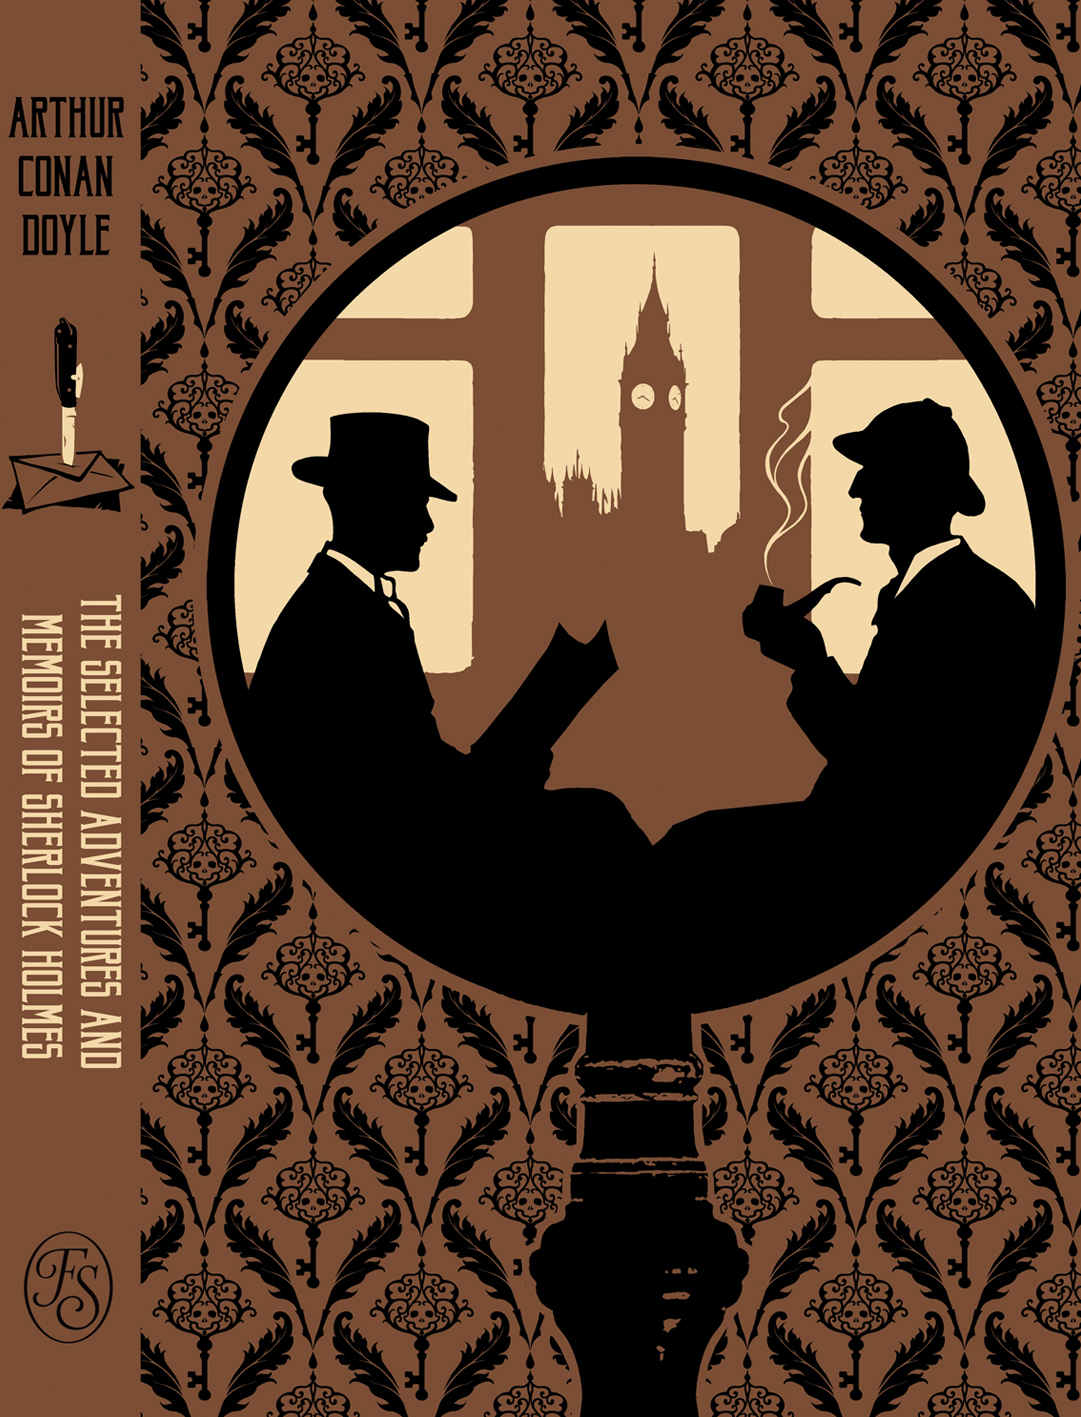 ARTHUR
CONAN
DOYLE
THE SELECTED ADVENTURES AND
MEMOIRS OF SHERLOCK HOLMES
FS